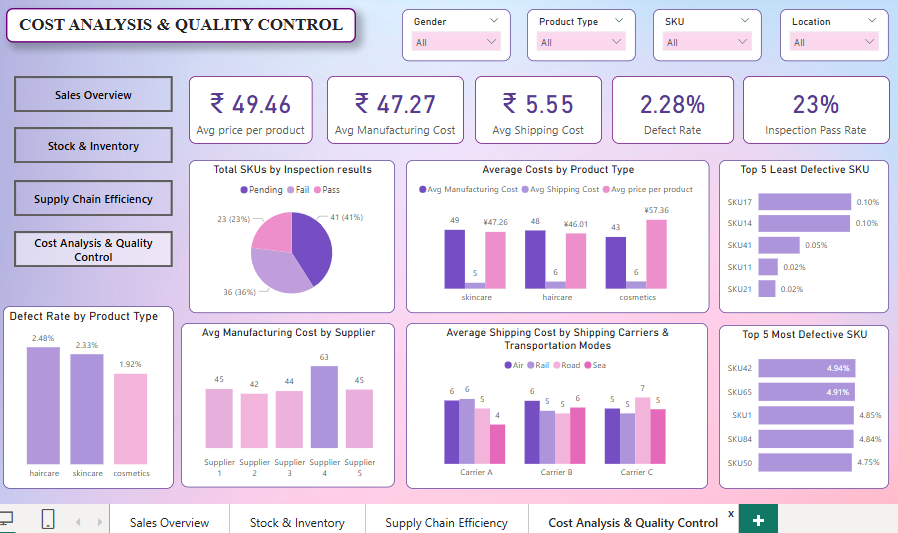 COST ANALYSIS & QUALITY CONTROL
Gender
All
Product Type
All
SKU
All
Location
All
Sales Overview
Stock & Inventory
Supply Chain Efficiency
Cost Analysis & Quality
Control
₹ 49.46
Avg price per product
₹ 47.27
Avg Manufacturing Cost
₹ 5.55
Avg Shipping Cost
2.28%
Defect Rate
23%
Inspection Pass Rate
Total SKUs by Inspection results
Pending Fail Pass
23 (23%)
41 (41%)
36 (36%)
Average Costs by Product Type
Avg Manufacturing Cost Avg Shipping Cost Avg price per product
49 5 ¥47.26
48 6 ¥46.01
43 6 ¥57.36
skincare haircare cosmetics
Top 5 Least Defective SKU
SKU17 0.10%
SKU14 0.10%
SKU41 0.05%
SKU11 0.02%
SKU21 0.02%
Defect Rate by Product Type
2.48% 2.33% 1.92%
haircare skincare cosmetics
Avg Manufacturing Cost by Supplier
45 42 44 63 45
Supplier Supplier Supplier Supplier Supplier
1 2 3 4 5
Average Shipping Cost by Shipping Carriers &
Transportation Modes
Air Rail Road Sea
6 6 5 4
6 5 5 6
5 5 7 5
Carrier A Carrier B Carrier C
Top 5 Most Defective SKU
SKU42 4.94%
SKU65 4.91%
SKU1 4.85%
SKU84 4.84%
SKU50 4.75%
Sales Overview
Stock & Inventory
Supply Chain Efficiency
Cost Analysis & Quality Control
x
+